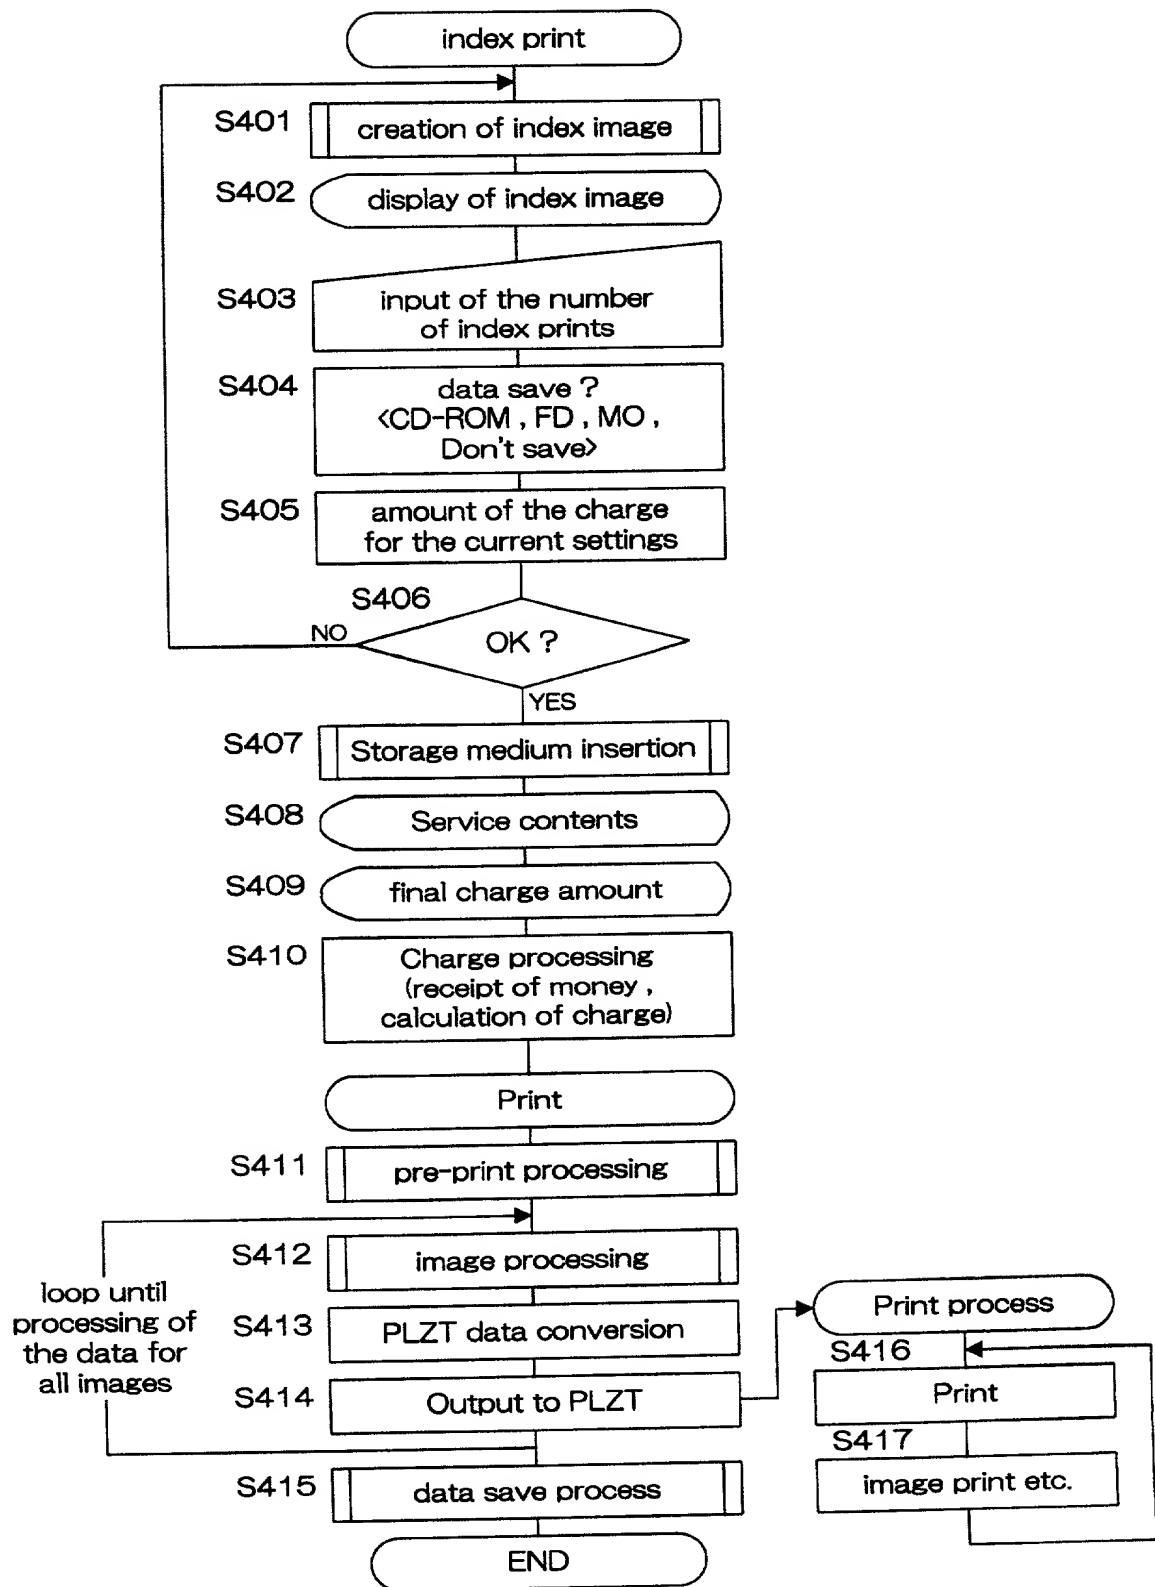 index print
S401
creation of index image
S402
display of index image
S403
input of the number
of index prints
S404
data save ?
<CD-ROM , FD , MO ,
Don't save>
S405
amount of the charge
for the current settings
S406
NO
OK ?
YES
S407
Storage medium insertion
S408
Service contents
S409
final charge amount
S410
Charge processing
(receipt of money ,
calculation of charge)
Print
S411
pre-print processing
S412
image processing
loop until
processing of
the data for
all images
S413
PLZT data conversion
S414
Output to PLZT
S415
data save process
END
Print process
S416
Print
S417
image print etc.